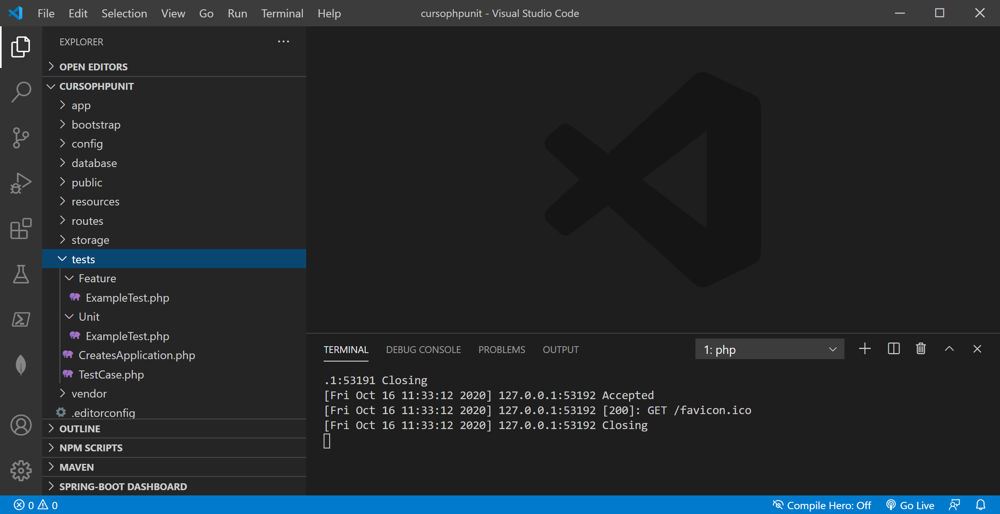 File Edit Selection View Go Run Terminal Help
cursophpunit - Visual Studio Code
EXPLORER
OPEN EDITORS
CURSOPHPUNIT
app
bootstrap
config
database
public
resources
routes
storage
tests
Feature
ExampleTest.php
Unit
ExampleTest.php
CreatesApplication.php
TestCase.php
vendor
.editorconfig
OUTLINE
NPM SCRIPTS
MAVEN
SPRING-BOOT DASHBOARD
TERMINAL DEBUG CONSOLE PROBLEMS OUTPUT
1: php
.1:53191 Closing
[Fri Oct 16 11:33:12 2020] 127.0.0.1:53192 Accepted
[Fri Oct 16 11:33:12 2020] 127.0.0.1:53192 [200]: GET /favicon.ico
[Fri Oct 16 11:33:12 2020] 127.0.0.1:53192 Closing
0 0
Compile Hero: Off Go Live